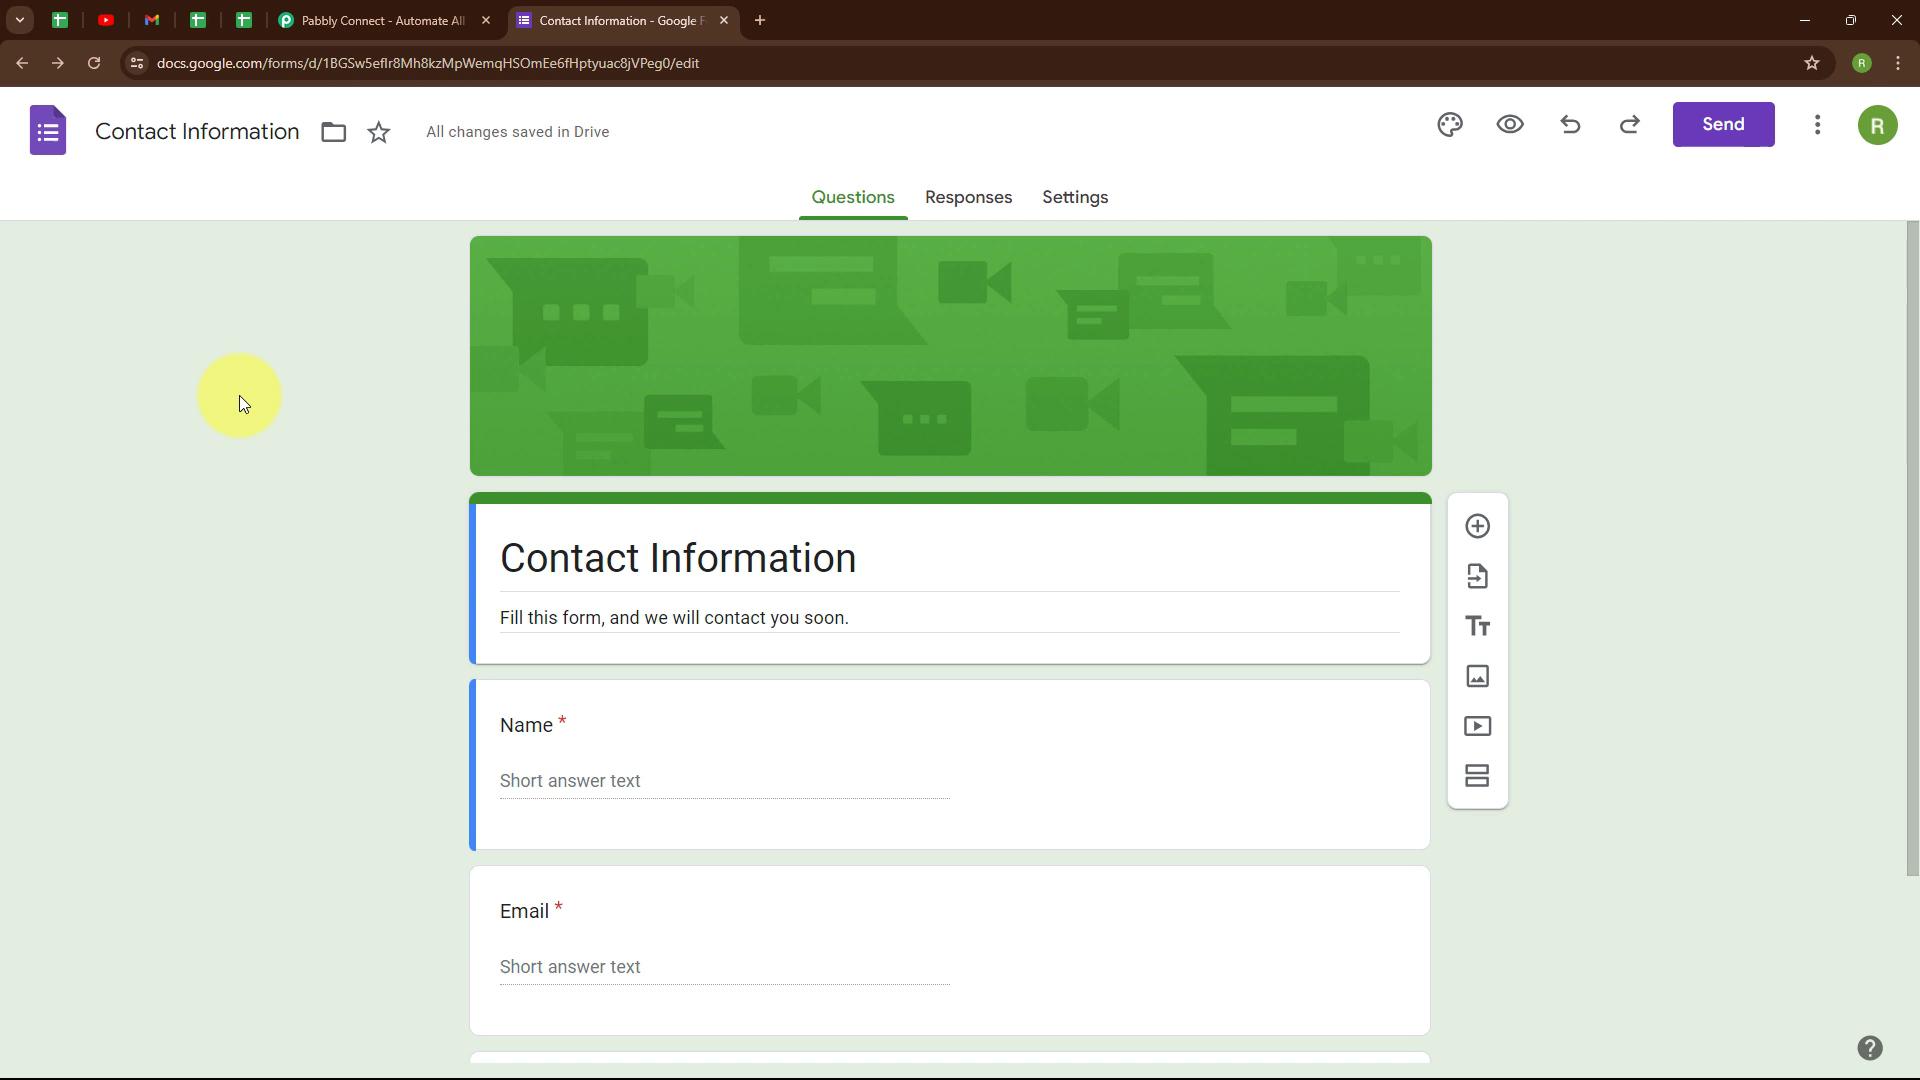 Pabbly Connect - Automate All
Contact Information - Google F
docs.google.com/forms/d/1BGSw5eflr8Mh8kzMpWemqHSOmEe6fHptyuac8jVPeg0/edit
R
Contact Information
All changes saved in Drive
Send
R
Questions
Responses
Settings
Contact Information
Fill this form, and we will contact you soon.
Name *
Short answer text
Email *
Short answer text